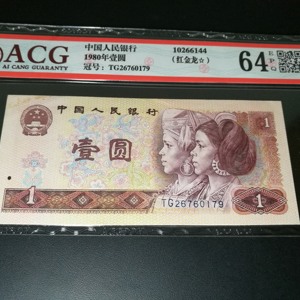 ACG
AI CANG GUARANTY
中国人民银行
1980年壹圆
冠号：TG26760179
10266144
(红金龙☆)
64
中国人民银行
壹圆
1
1
TG26760179